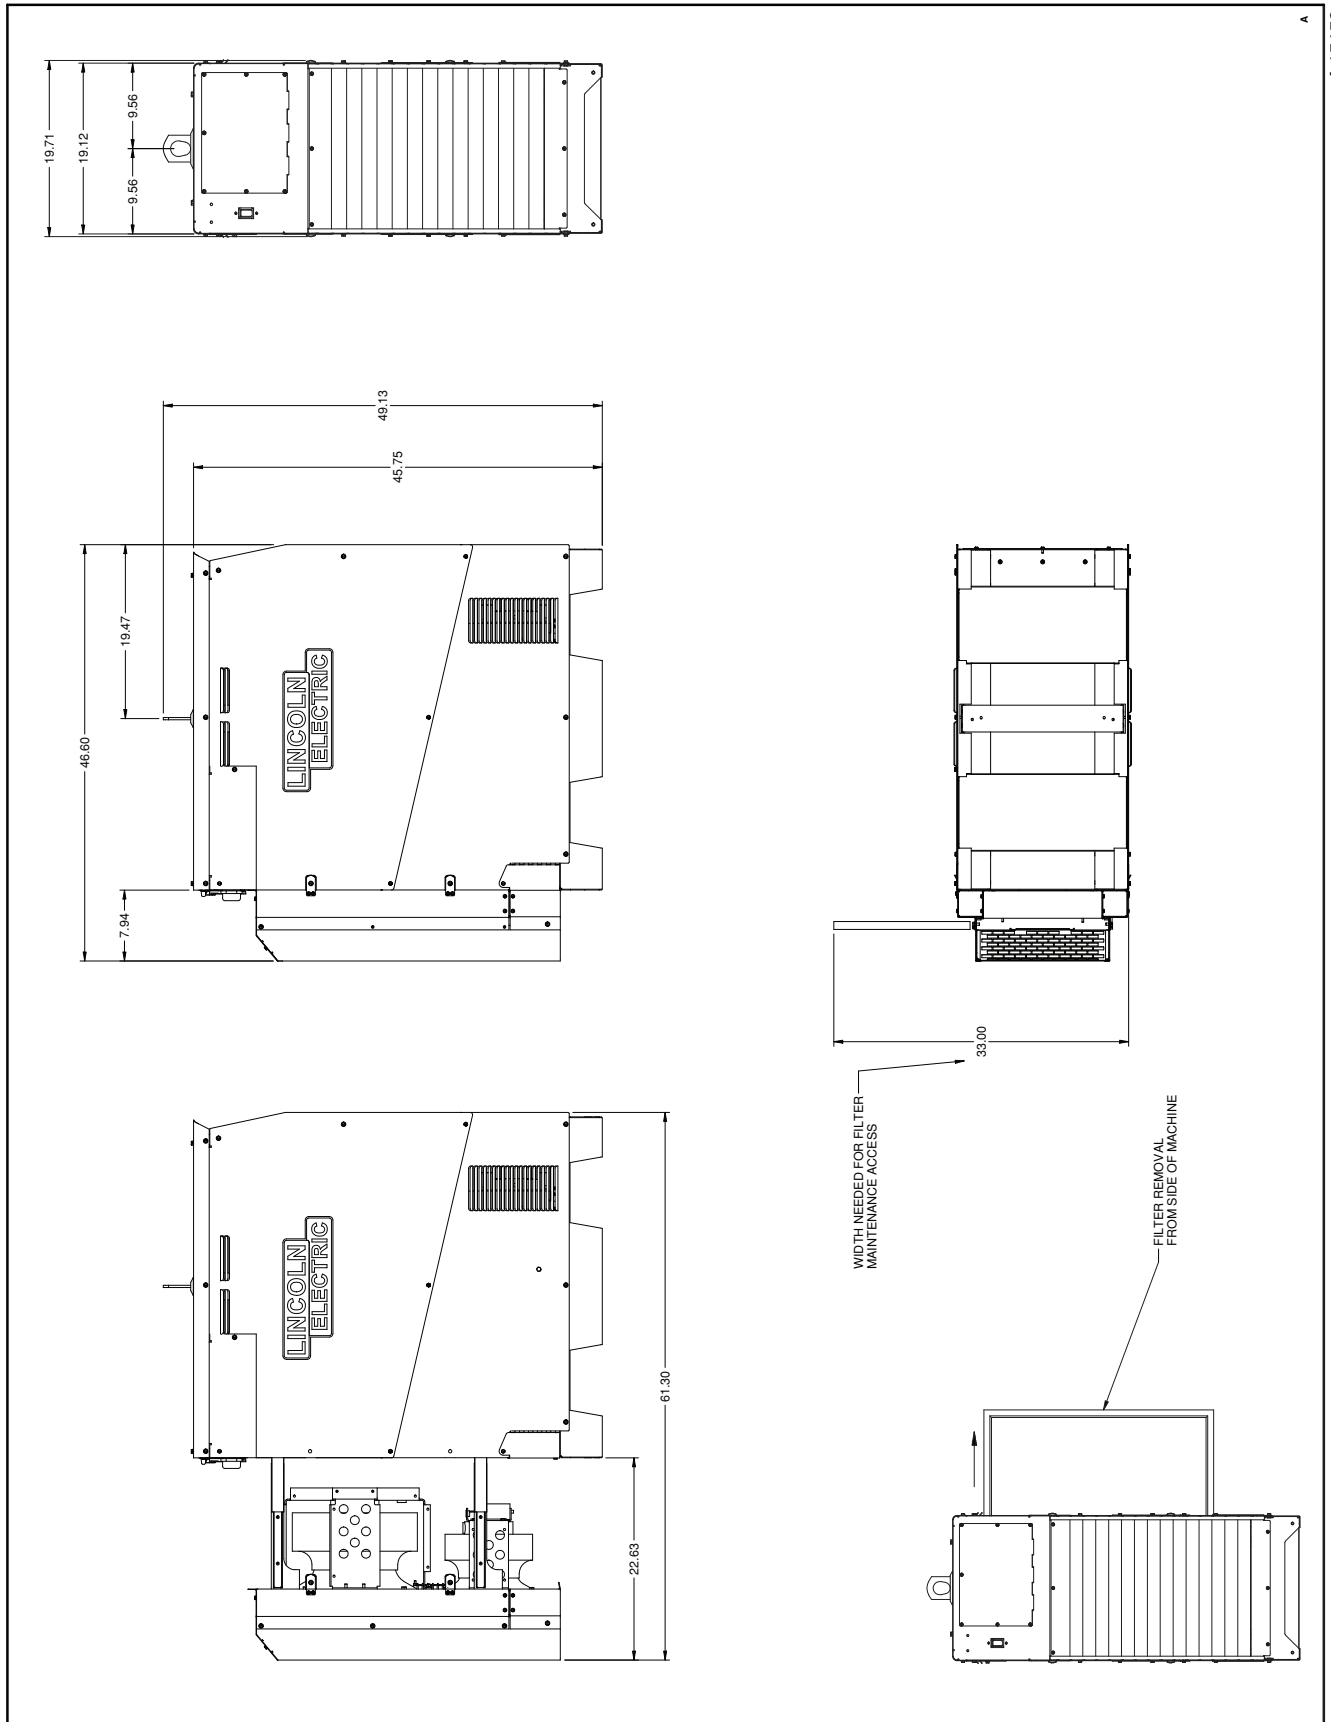 A
19.71
19.12
9.56
9.56
49.13
45.75
46.60
19.47
7.94
LINCOLN
ELECTRIC
33.00
WIDTH NEEDED FOR FILTER
MAINTENANCE ACCESS
LINCOLN
ELECTRIC
61.30
22.63
FILTER REMOVAL
FROM SIDE OF MACHINE